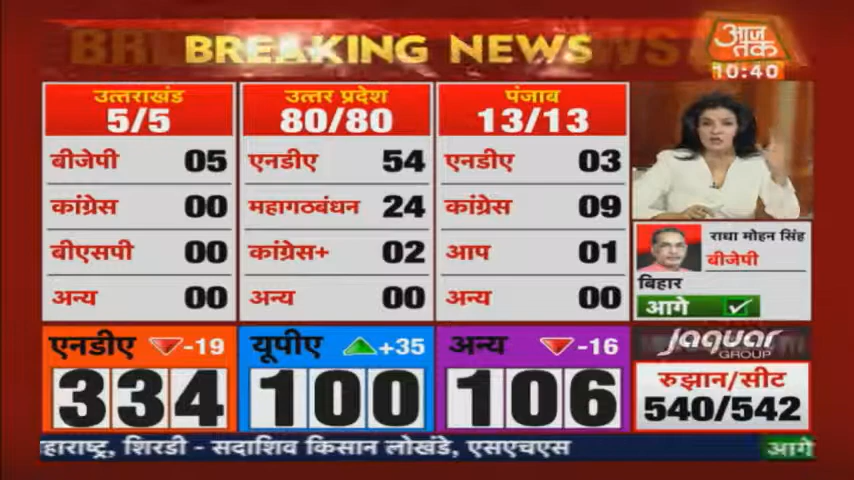 BREAKING NEWS
आज तक
10:40
उत्तराखंड
5/5
बीजेपी 05
कांग्रेस 00
बीएसपी 00
अन्य 00
उत्तर प्रदेश
80/80
एनडीए 54
महागठबंधन 24
कांग्रेस+ 02
अन्य 00
पंजाब
13/13
एनडीए 03
कांग्रेस 09
आप 01
अन्य 00
राधा मोहन सिंह
बीजेपी
बिहार
आगे
एनडीए -19
334
यूपीए +35
100
अन्य -16
106
JAQUAR
GROUP
रुझान/सीट
540/542
हाराष्ट्र, शिरडी - सदाशिव किसान लोखंडे, एसएचएस आगे